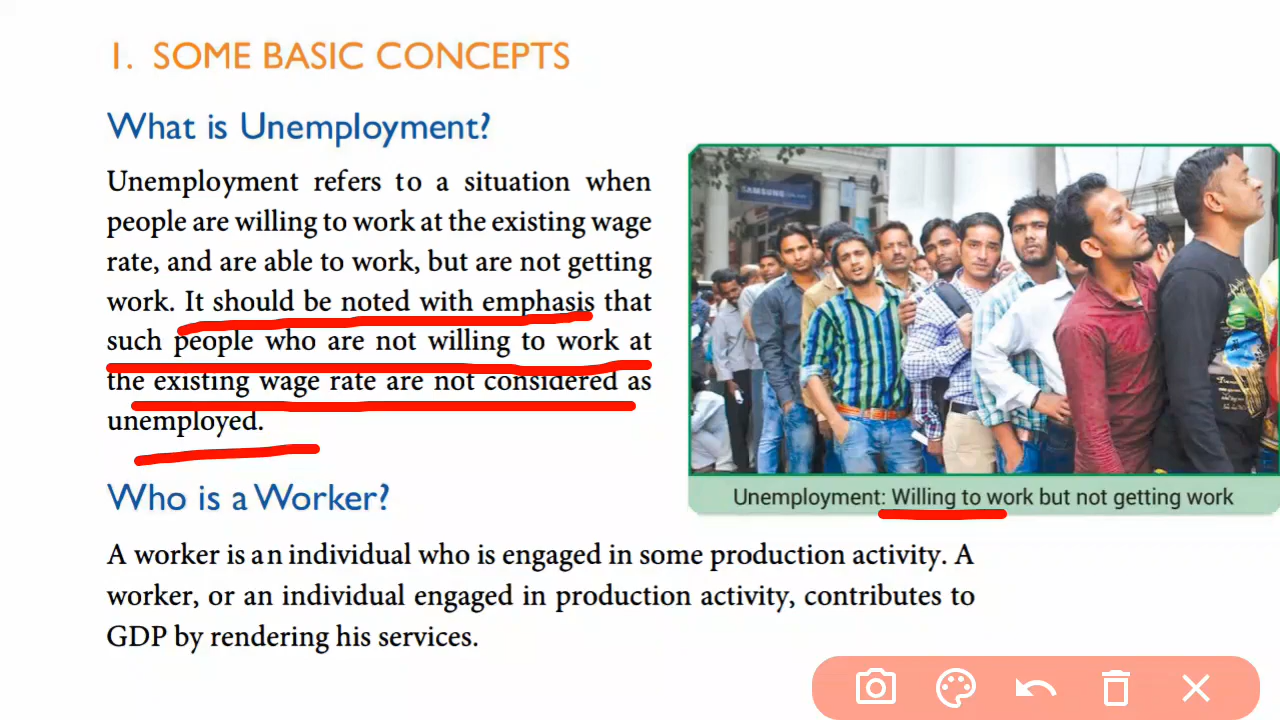 1. SOME BASIC CONCEPTS
What is Unemployment?
Unemployment refers to a situation when
people are willing to work at the existing wage
rate, and are able to work, but are not getting
work. It should be noted with emphasis that
such people who are not willing to work at
the existing wage rate are not considered as
unemployed.
SAMSUNG
Unemployment: Willing to work but not getting work
Who is a Worker?
A worker is an individual who is engaged in some production activity. A
worker, or an individual engaged in production activity, contributes to
GDP by rendering his services.